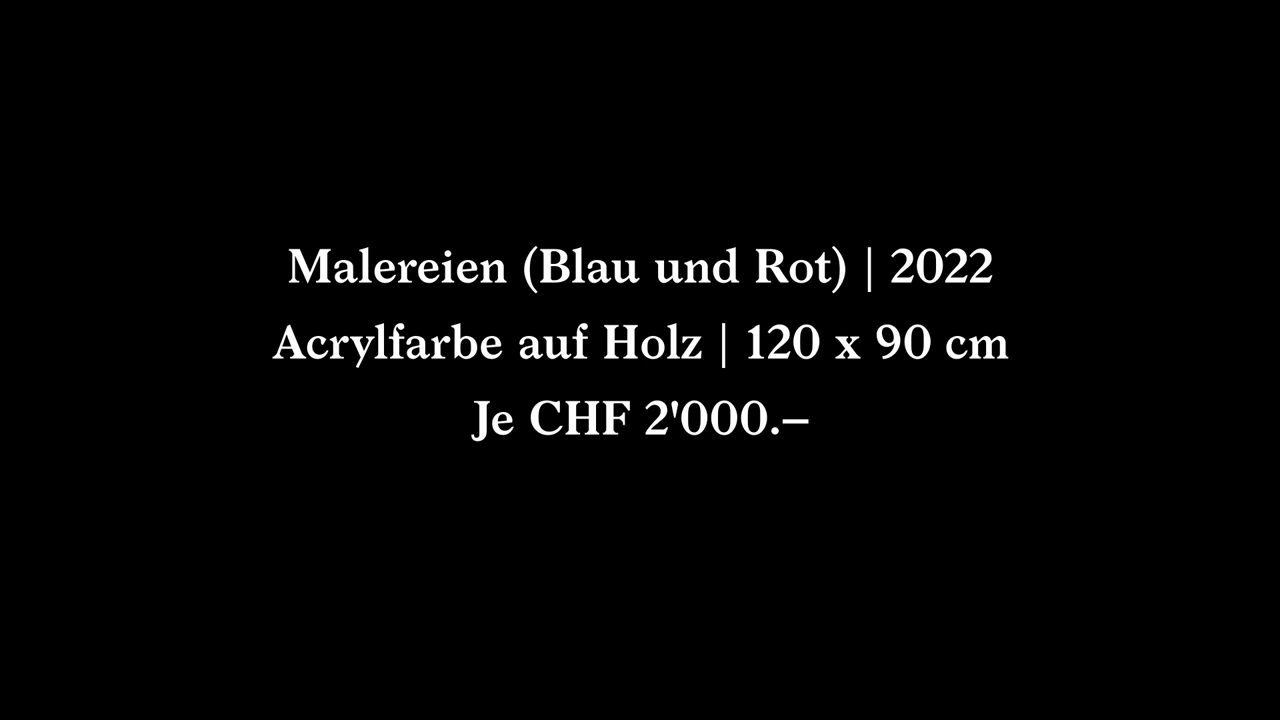 Malereien (Blau und Rot) | 2022
Acrylfarbe auf Holz | 120 x 90 cm
Je CHF 2'000.–